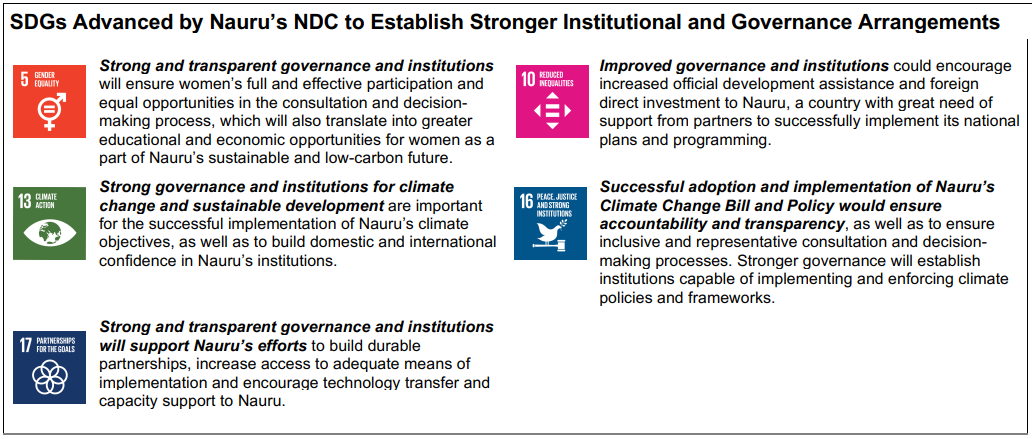 SDGs Advanced by Nauru’s NDC to Establish Stronger Institutional and Governance Arrangements
5 GENDER
EQUALITY
Strong and transparent governance and institutions
will ensure women’s full and effective participation and
equal opportunities in the consultation and decision-
making process, which will also translate into greater
educational and economic opportunities for women as a
part of Nauru’s sustainable and low-carbon future.
10 REDUCED
INEQUALITIES
Improved governance and institutions could encourage
increased official development assistance and foreign
direct investment to Nauru, a country with great need of
support from partners to successfully implement its national
plans and programming.
13 CLIMATE
ACTION
Strong governance and institutions for climate
change and sustainable development are important
for the successful implementation of Nauru’s climate
objectives, as well as to build domestic and international
confidence in Nauru’s institutions.
16 PEACE, JUSTICE
AND STRONG
INSTITUTIONS
Successful adoption and implementation of Nauru’s
Climate Change Bill and Policy would ensure
accountability and transparency, as well as to ensure
inclusive and representative consultation and decision-
making processes. Stronger governance will establish
institutions capable of implementing and enforcing climate
policies and frameworks.
17 PARTNERSHIPS
FOR THE GOALS
Strong and transparent governance and institutions
will support Nauru’s efforts to build durable
partnerships, increase access to adequate means of
implementation and encourage technology transfer and
capacity support to Nauru.